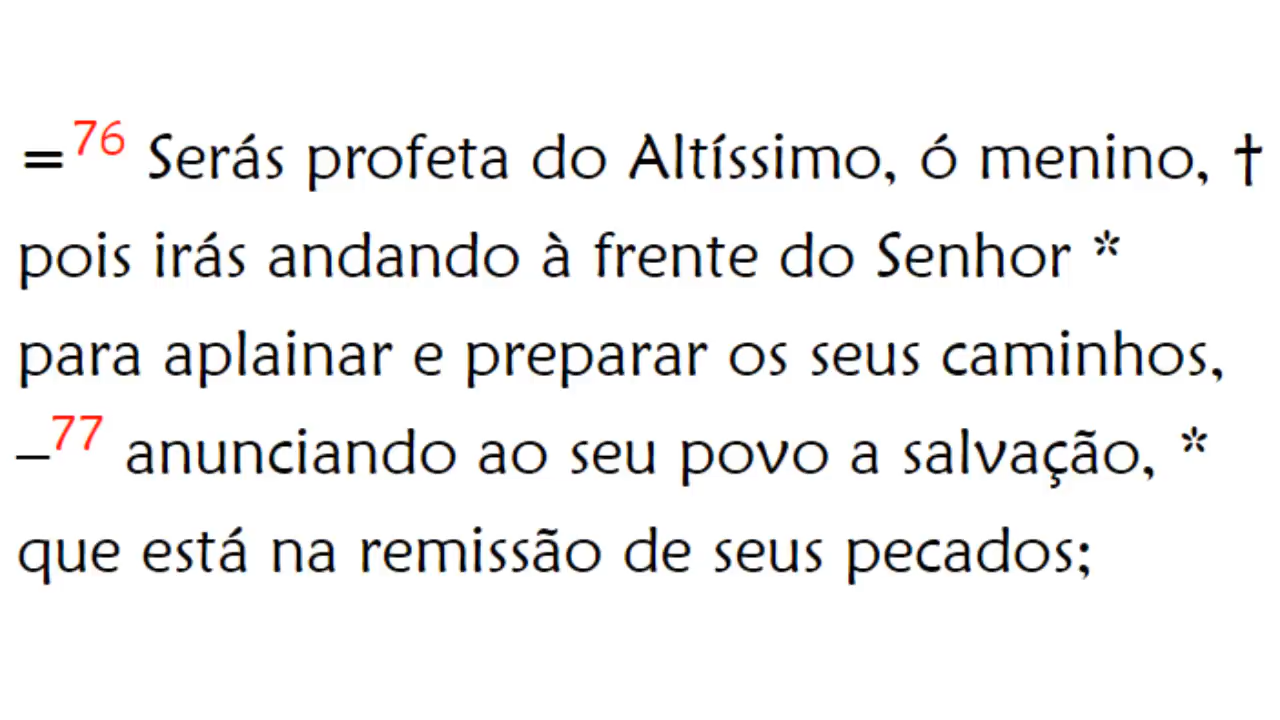 =76 Serás profeta do Altíssimo, ó menino, †
pois irás andando à frente do Senhor *
para aplainar e preparar os seus caminhos,
–77 anunciando ao seu povo a salvação, *
que está na remissão de seus pecados;